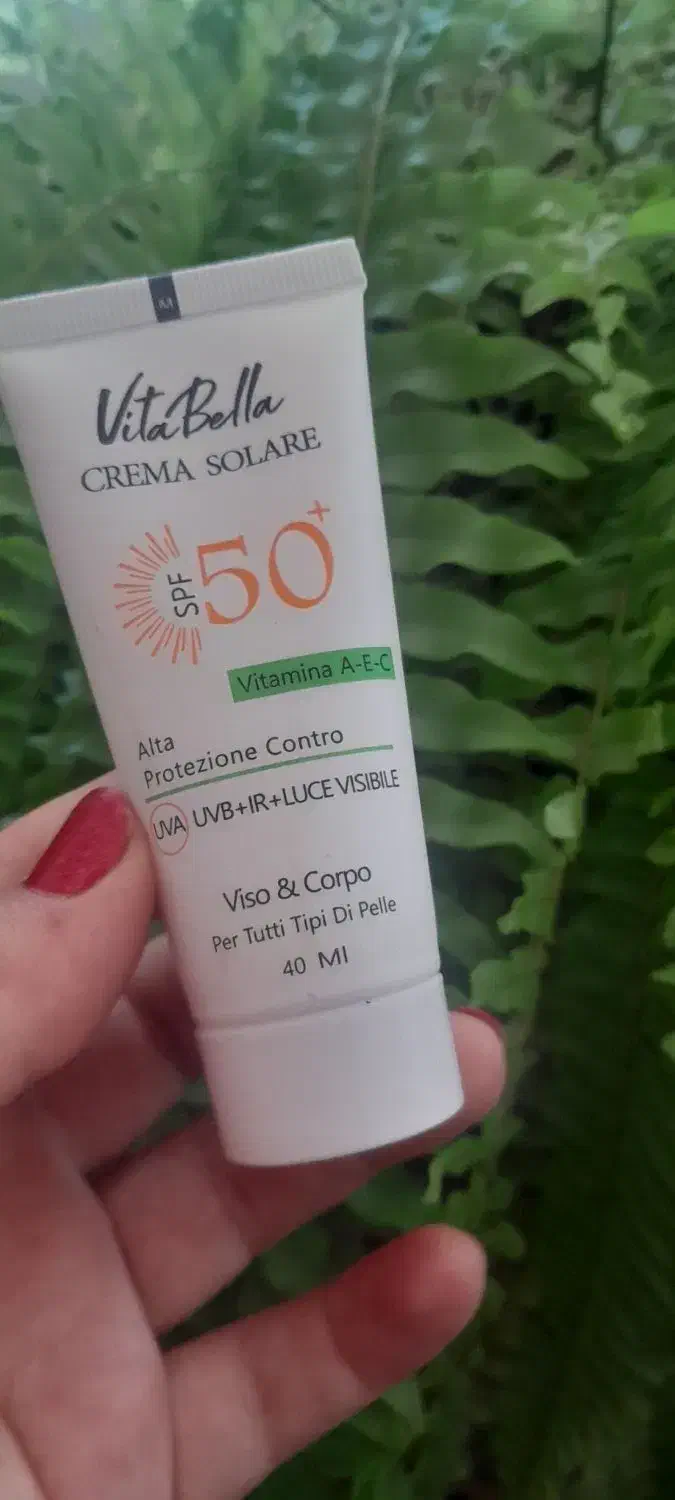 VitaBella
CREMA SOLARE
SPF 50+
Vitamina A-E-C
Alta
Protezione Contro
UVA UVB+IR+LUCE VISIBILE
Viso & Corpo
Per Tutti Tipi Di Pelle
40 Ml